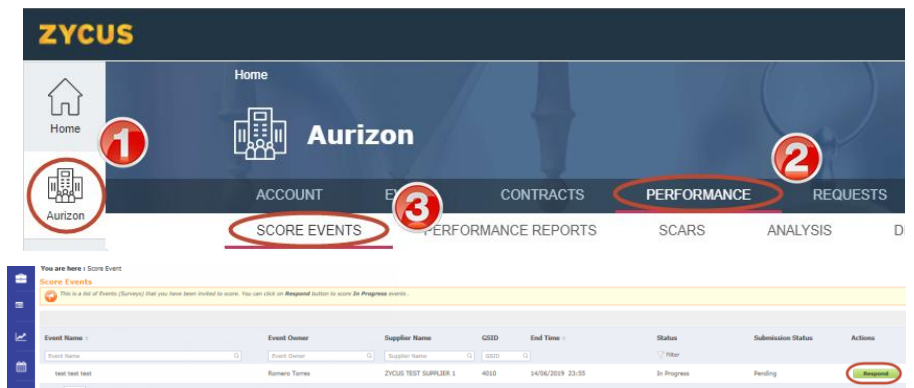 ZYCUS
Home
Home
1
Aurizon
2
Aurizon
ACCOUNT
3
CONTRACTS
PERFORMANCE
REQUESTS
SCORE EVENTS
PERFORMANCE REPORTS
SCARS
ANALYSIS
You are here : Score Event
Score Events
This is a list of Events (Surveys) that you have been invited to score. You can click on Respond button to score In Progress events .
Event Name
Event Owner
Supplier Name
GSID
End Time
Status
Submission Status
Actions
Event Name
Event Owner
Supplier Name
GSID
Filter
test test test
Romero Torres
ZYCUS TEST SUPPLIER 1
4010
14/06/2019 23:55
In Progress
Pending
Respond